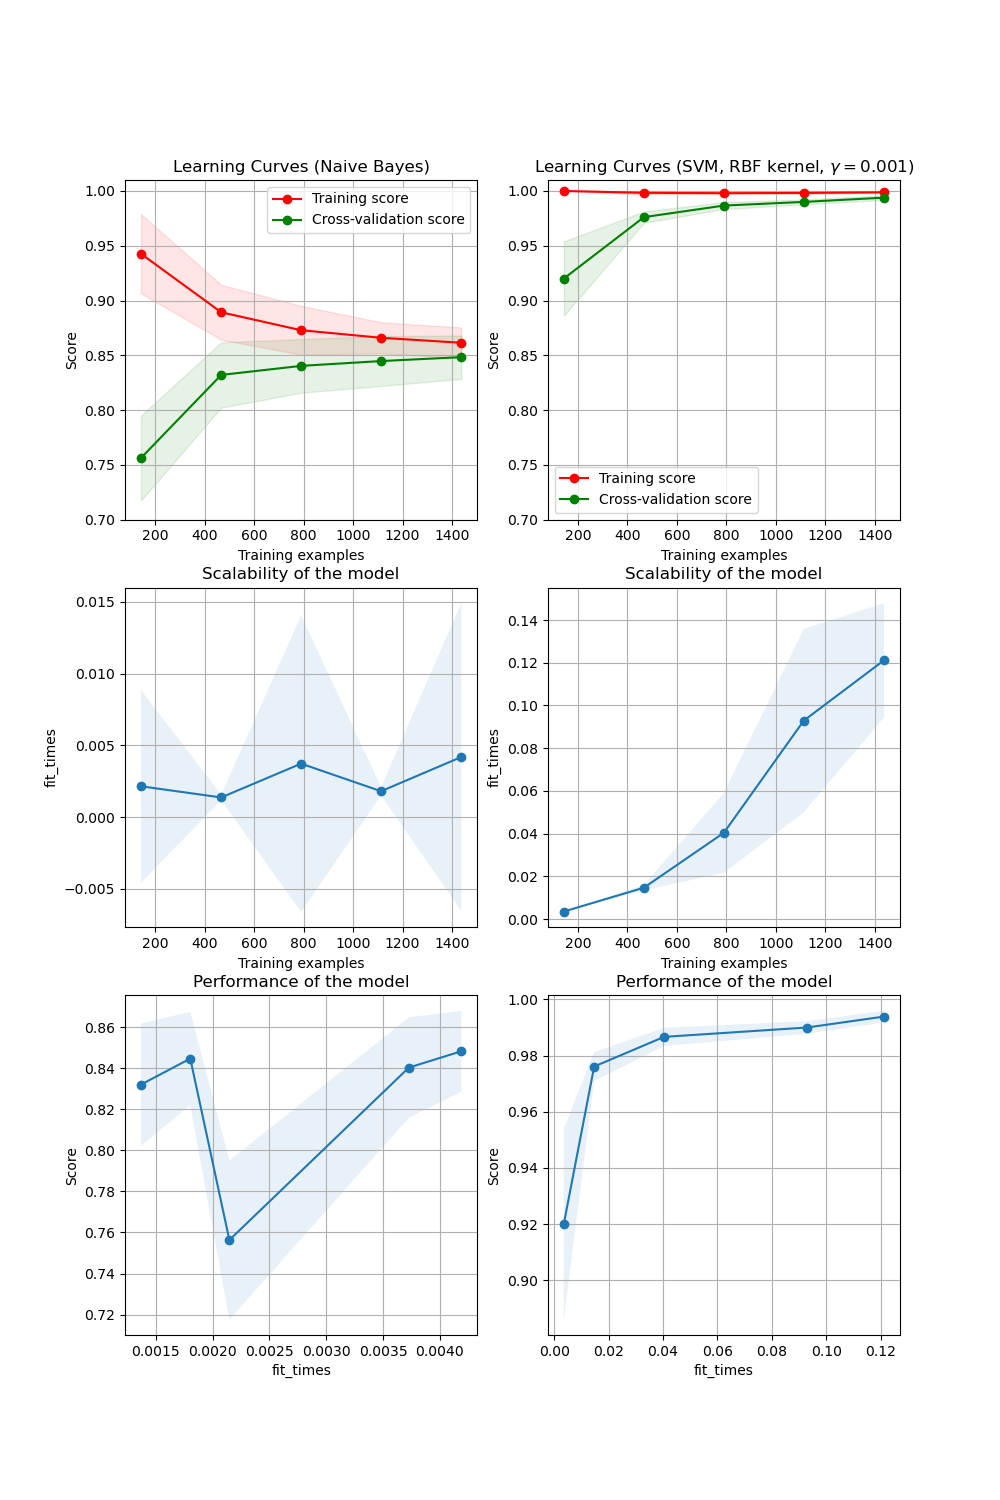 Learning Curves (Naive Bayes)
1.00
0.95
0.90
0.85
0.80
0.75
0.70
Score
Training score
Cross-validation score
200 400 600 800 1000 1200 1400
Training examples
Learning Curves (SVM, RBF kernel, γ = 0.001)
1.00
0.95
0.90
0.85
0.80
0.75
0.70
Score
Training score
Cross-validation score
200 400 600 800 1000 1200 1400
Training examples
Scalability of the model
0.015
0.010
0.005
0.000
−0.005
fit_times
200 400 600 800 1000 1200 1400
Training examples
Scalability of the model
0.14
0.12
0.10
0.08
0.06
0.04
0.02
0.00
fit_times
200 400 600 800 1000 1200 1400
Training examples
Performance of the model
0.86
0.84
0.82
0.80
0.78
0.76
0.74
0.72
Score
0.0015 0.0020 0.0025 0.0030 0.0035 0.0040
fit_times
Performance of the model
1.00
0.98
0.96
0.94
0.92
0.90
Score
0.00 0.02 0.04 0.06 0.08 0.10 0.12
fit_times